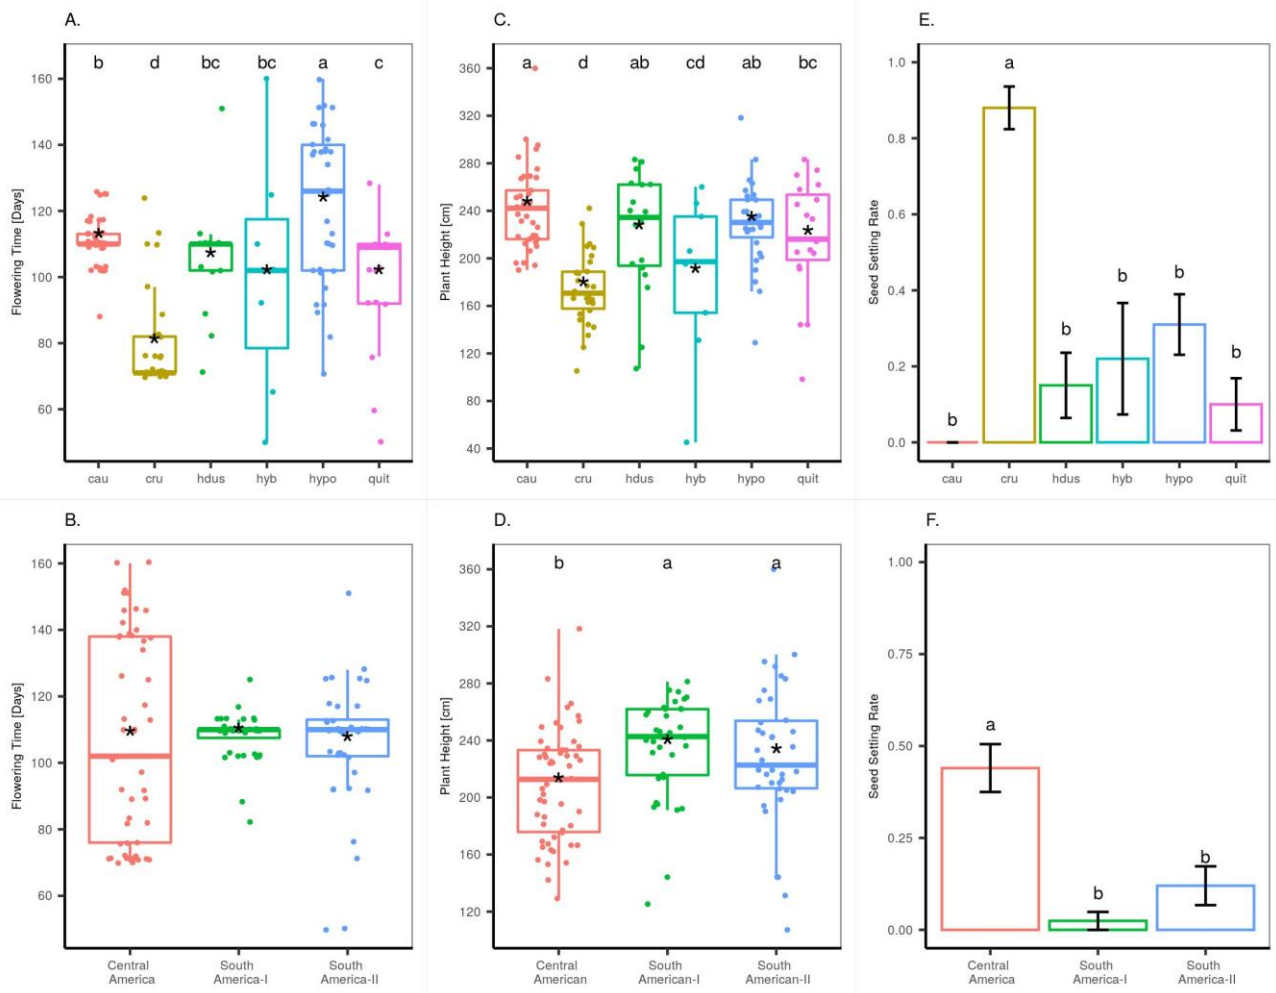 A.
b d bc bc a c
Flowering Time [Days]
160
140
120
100
80
60
cau cru hdus hyb hypo quit
C.
a d ab cd ab bc
Plant Height [cm]
360
320
280
240
200
160
120
80
40
cau cru hdus hyb hypo quit
E.
a
b b b b b
Seed Setting Rate
1.0
0.8
0.6
0.4
0.2
0.0
cau cru hdus hyb hypo quit
B.
Flowering Time [Days]
160
140
120
100
80
60
Central America
South America-I
South America-II
D.
b a a
Plant Height [cm]
360
320
280
240
200
160
120
Central American
South American-I
South American-II
F.
a
b b
Seed Setting Rate
1.00
0.75
0.50
0.25
0.00
Central America
South America-I
South America-II